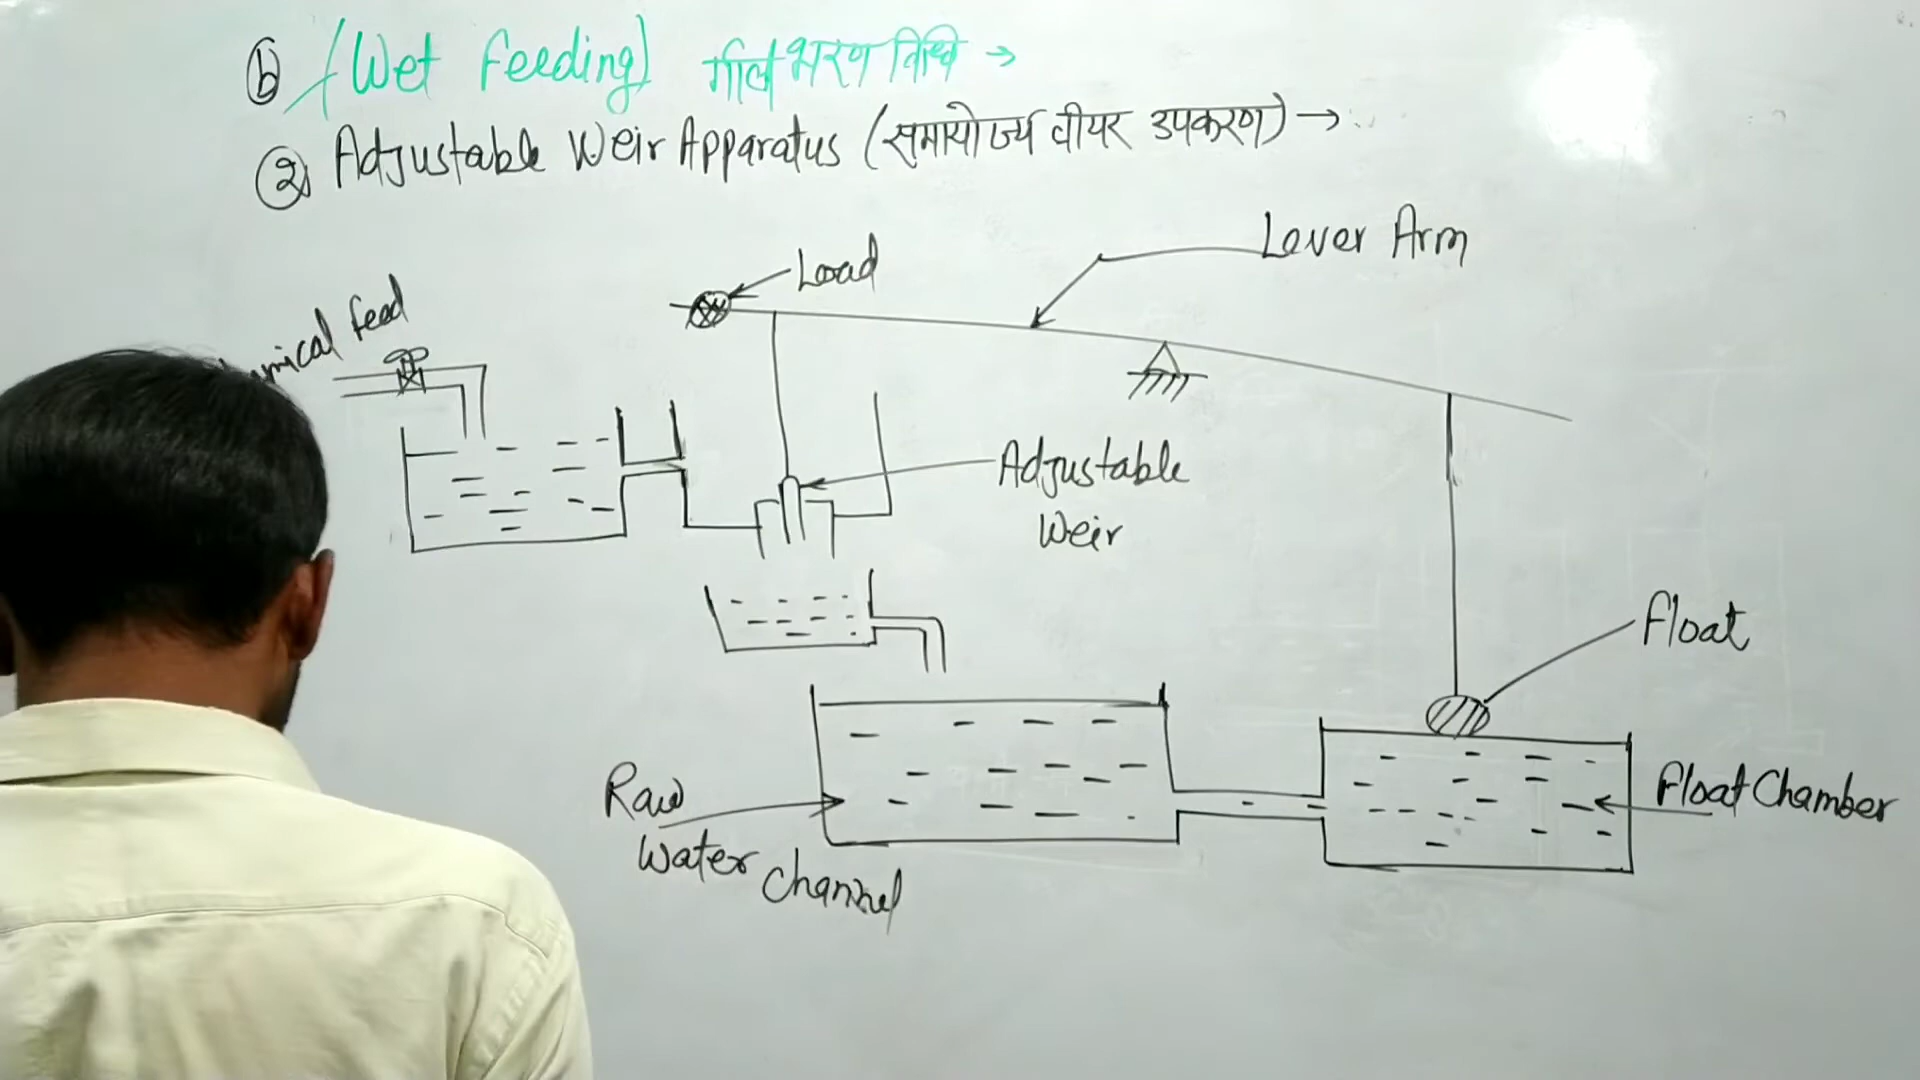 b (Wet Feeding) गीली भरण विधि →
2 Adjustable Weir Apparatus (समायोज्य वीयर उपकरण) →
Load
Lever Arm
feed
Adjustable
Weir
Float
Raw
Water Channel
Float Chamber